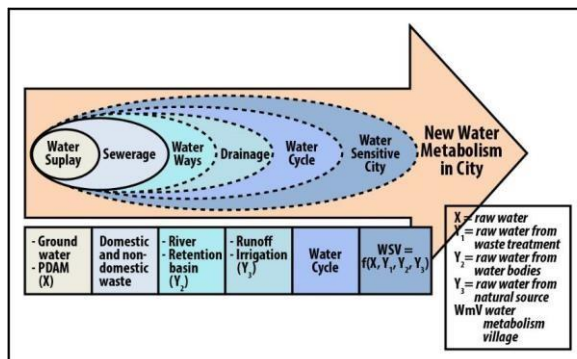 Water
Suplay
Sewerage
Water
Ways
Drainage
Water
Cycle
Water
Sensitive
City
New Water
Metabolism
in City
- Ground
water
- PDAM
(X)
Domestic
and non-
domestic
waste
- River
- Retention
basin
(Y₂)
- Runoff
- Irrigation
(Y₃)
Water
Cycle
WSV =
f(X, Y₁, Y₂, Y₃)
X = raw water
Y₁ = raw water from
waste treatment
Y₂ = raw water from
water bodies
Y₃ = raw water from
natural source
WmV water
metabolism
village